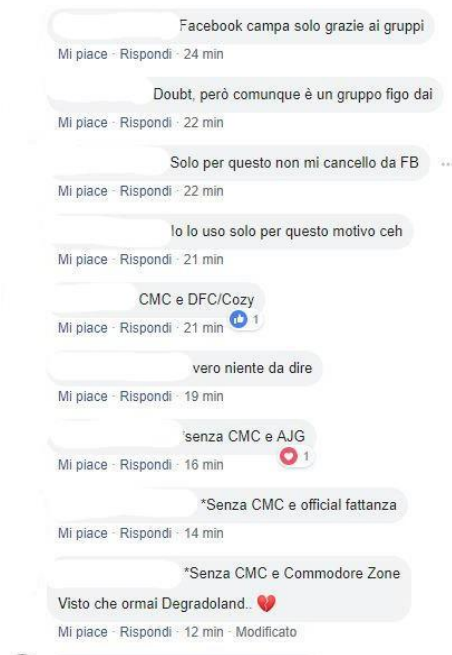 Facebook campa solo grazie ai gruppi
Mi piace · Rispondi · 24 min
Doubt, però comunque è un gruppo figo dai
Mi piace · Rispondi · 22 min
Solo per questo non mi cancello da FB
Mi piace · Rispondi · 22 min
Io lo uso solo per questo motivo ceh
Mi piace · Rispondi · 21 min
CMC e DFC/Cozy
Mi piace · Rispondi · 21 min 1
vero niente da dire
Mi piace · Rispondi · 19 min
*senza CMC e AJG
Mi piace · Rispondi · 16 min 1
*Senza CMC e official fattanza
Mi piace · Rispondi · 14 min
*Senza CMC e Commodore Zone
Visto che ormai Degradoland.. 💔
Mi piace · Rispondi · 12 min · Modificato